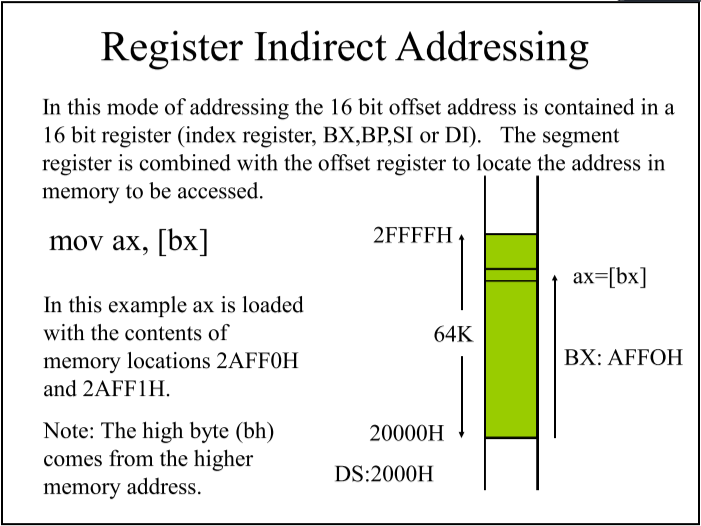 Register Indirect Addressing
In this mode of addressing the 16 bit offset address is contained in a
16 bit register (index register, BX,BP,SI or DI).   The segment
register is combined with the offset register to locate the address in
memory to be accessed.
mov ax, [bx]
In this example ax is loaded
with the contents of
memory locations 2AFF0H
and 2AFF1H.
Note: The high byte (bh)
comes from the higher
memory address.
2FFFFH
64K
20000H
DS:2000H
ax=[bx]
BX: AFFOH